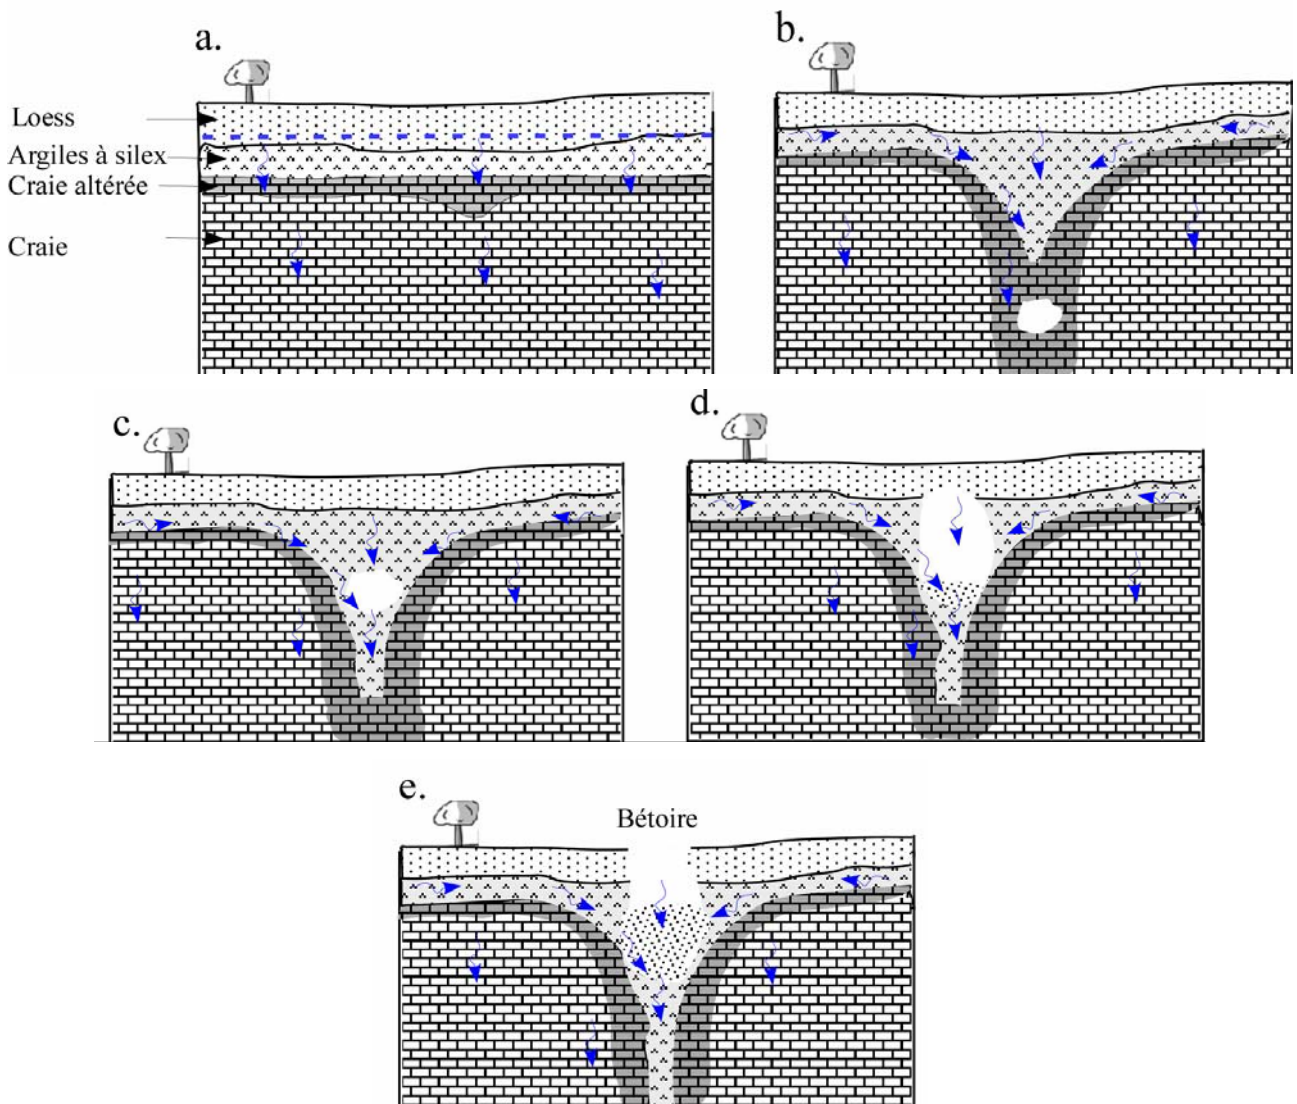 a.
b.
Loess
Argiles à silex
Craie altérée
Craie
c.
d.
e.
Bétoire